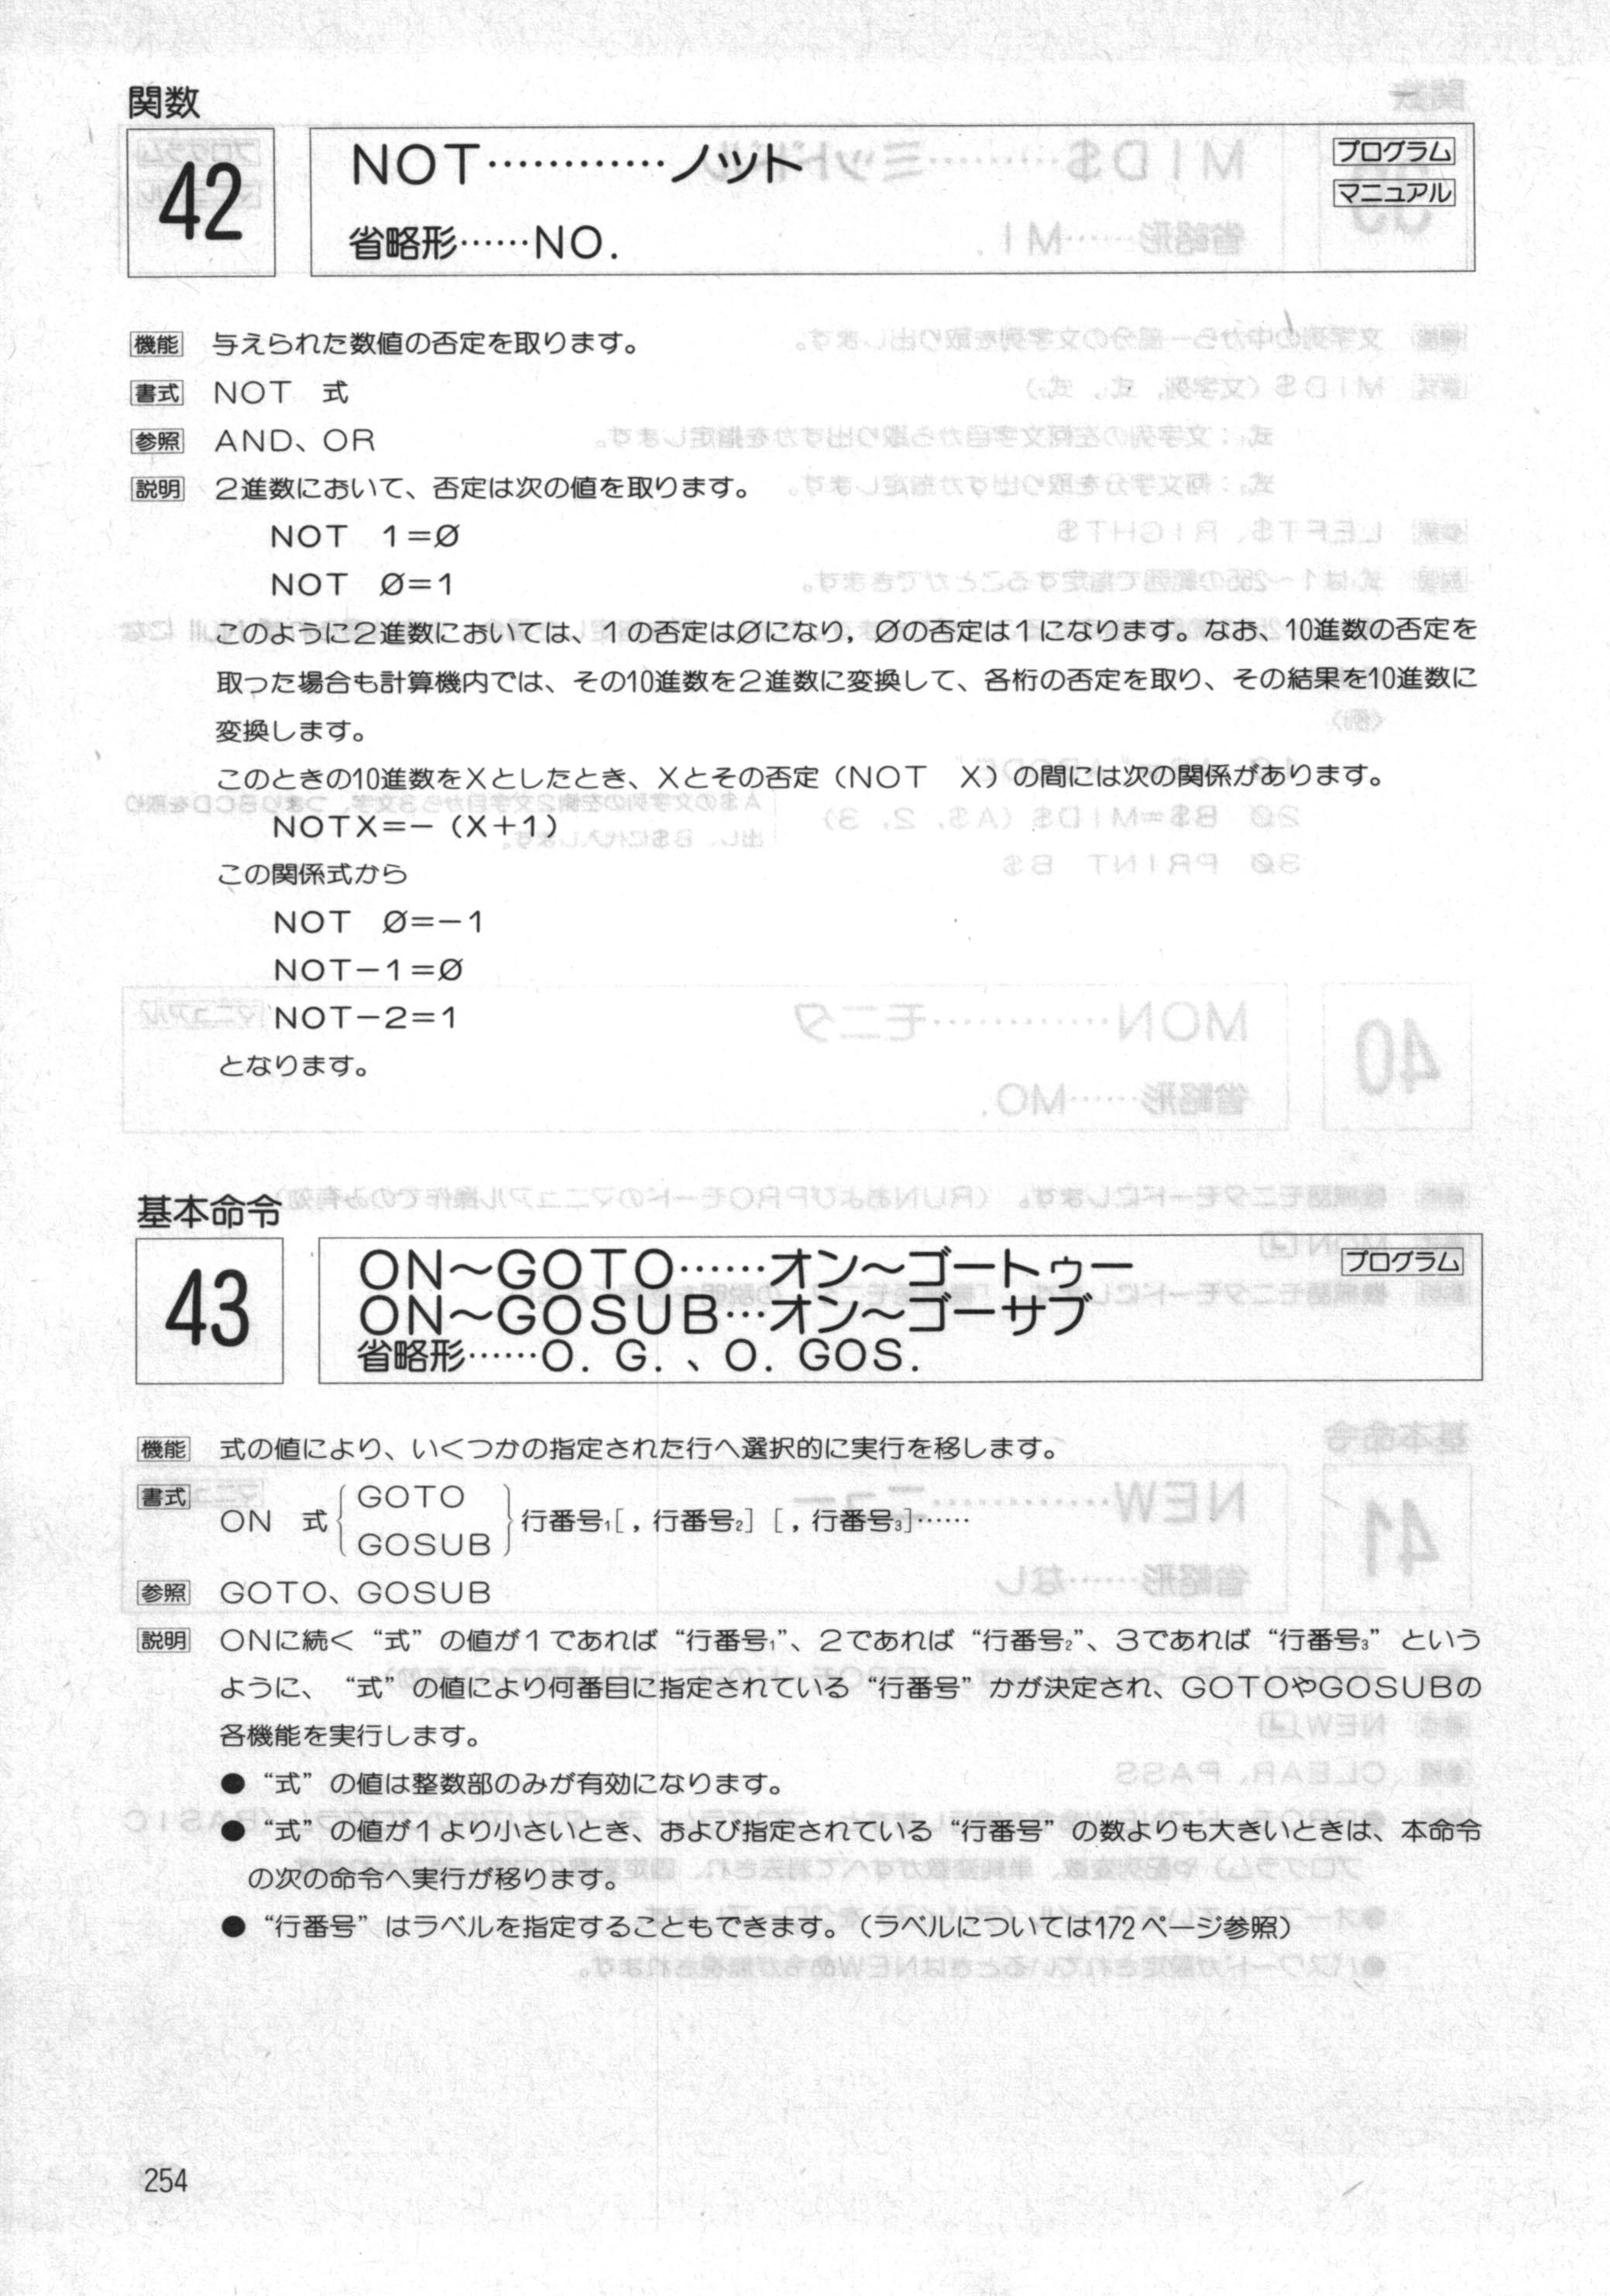 関数
42
NOT…………ノット
プログラム
マニュアル
省略形……NO.
機能 与えられた数値の否定を取ります。
書式 NOT 式
参照 AND、OR
説明 2進数において、否定は次の値を取ります。
NOT 1=Ø
NOT Ø=1
このように2進数においては、1の否定はØになり,Øの否定は1になります。なお、10進数の否定を
取った場合も計算機内では、その10進数を2進数に変換して、各桁の否定を取り、その結果を10進数に
変換します。
このときの10進数をXとしたとき、Xとその否定(NOT X)の間には次の関係があります。
NOTX=-(X+1)
この関係式から
NOT Ø=-1
NOT-1=Ø
NOT-2=1
となります。
基本命令
43
ON~GOTO……オン~ゴートゥー
プログラム
ON~GOSUB…オン~ゴーサブ
省略形……O. G.、O. GOS.
機能 式の値により、いくつかの指定された行へ選択的に実行を移します。
書式 ON 式{GOTO GOSUB}行番号₁[,行番号₂][,行番号₃]……
参照 GOTO、GOSUB
説明 ONに続く“式”の値が1であれば“行番号₁”、2であれば“行番号₂”、3であれば“行番号₃”という
ように、“式”の値により何番目に指定されている“行番号”かが決定され、GOTOやGOSUBの
各機能を実行します。
●“式”の値は整数部のみが有効になります。
●“式”の値が1より小さいとき、および指定されている“行番号”の数よりも大きいときは、本命令
の次の命令へ実行が移ります。
●“行番号”はラベルを指定することもできます。(ラベルについては172ページ参照)
254